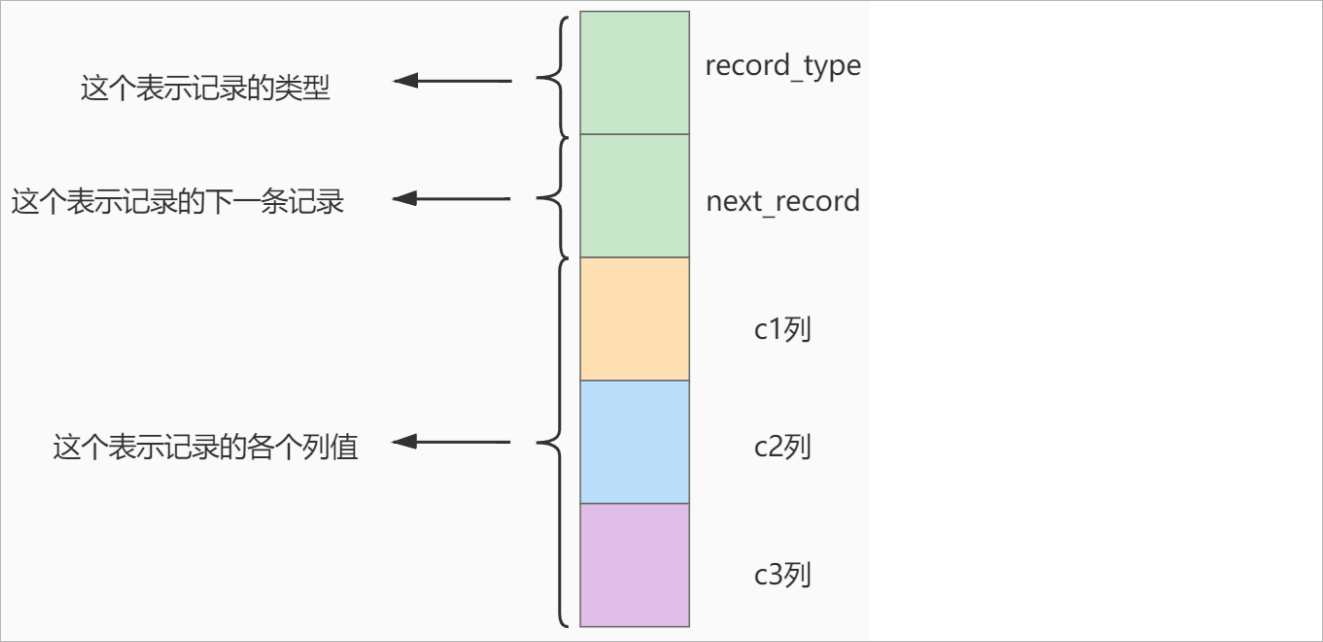 这个表示记录的类型
record_type
这个表示记录的下一条记录
next_record
c1列
这个表示记录的各个列值
c2列
c3列